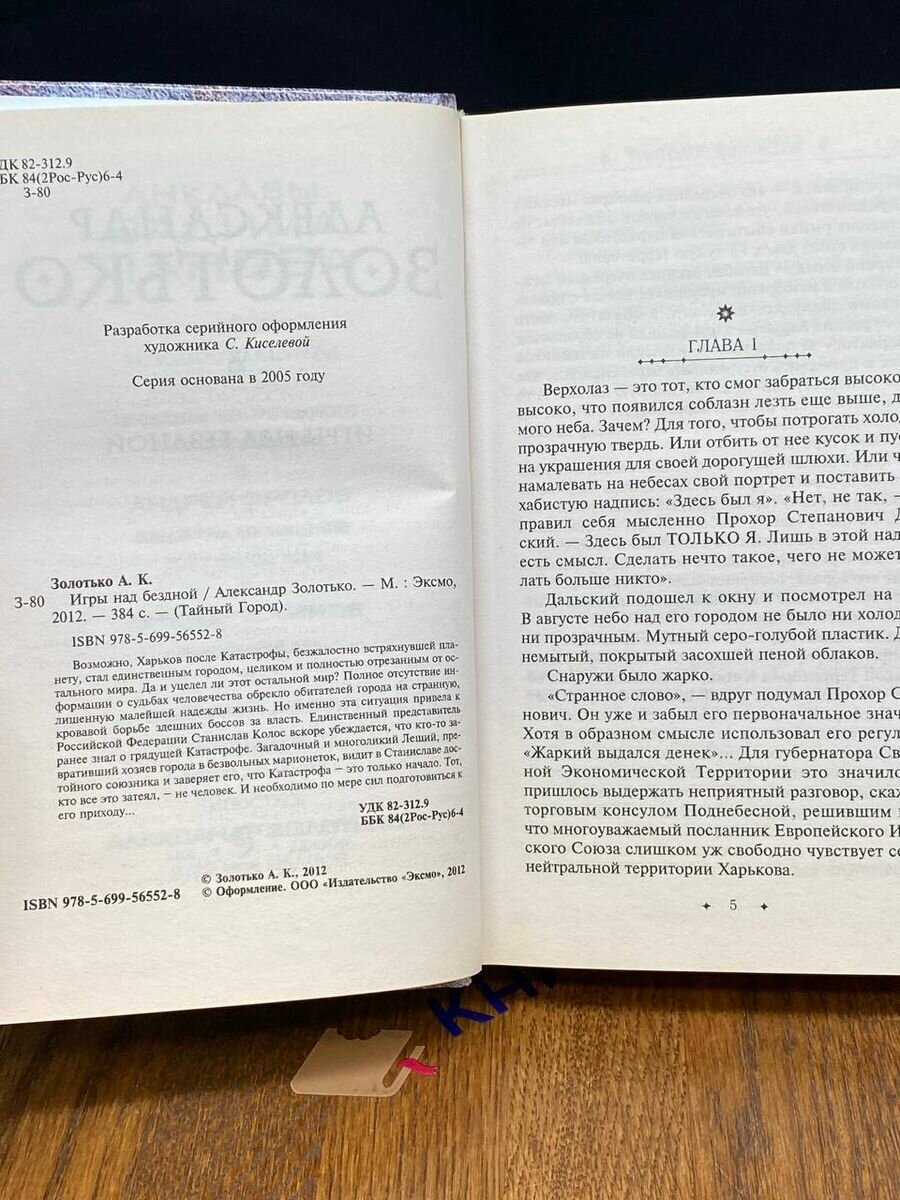 ДК 82-312.9
БК 84(2Рос-Рус)6-4
З-80
АЛЕКСАНДР
ЗОЛОТЬКО
Разработка серийного оформления
художника С. Киселевой
Серия основана в 2005 году
Золотько А. К.
З-80 Игры над бездной / Александр Золотько. — М. : Эксмо,
2012. — 384 с. — (Тайный Город).
ISBN 978-5-699-56552-8
Возможно, Харьков после Катастрофы, безжалостно встряхнувшей пла-
нету, стал единственным городом, целиком и полностью отрезанным от ос-
тального мира. Да и уцелел ли этот остальной мир? Полное отсутствие ин-
формации о судьбах человечества обрекло обитателей города на странную,
лишенную малейшей надежды жизнь. Но именно эта ситуация привела к
кровавой борьбе здешних боссов за власть. Единственный представитель
Российской Федерации Станислав Колос вскоре убеждается, что кто-то за-
ранее знал о грядущей Катастрофе. Загадочный и многоликий Леший, пре-
вративший хозяев города в безвольных марионеток, видит в Станиславе дос-
тойного союзника и заверяет его, что Катастрофа — это только начало. Тот,
кто все это затеял, — не человек. И необходимо по мере сил подготовиться к
его приходу...
УДК 82-312.9
ББК 84(2Рос-Рус)6-4
© Золотько А. К., 2012
© Оформление. ООО «Издательство «Эксмо», 2012
ISBN 978-5-699-56552-8
ГЛАВА 1
Верхолаз — это тот, кто смог забраться высоко
высоко, что появился соблазн лезть еще выше, д
мого неба. Зачем? Для того, чтобы потрогать холо
прозрачную твердь. Или отбить от нее кусок и пус
на украшения для своей дорогущей шлюхи. Или ч
намалевать на небесах свой портрет и поставить
хабистую надпись: «Здесь был я». «Нет, не так, —
правил себя мысленно Прохор Степанович Д
ский. — Здесь был ТОЛЬКО Я. Лишь в этой над
есть смысл. Сделать нечто такое, чего не может
лать больше никто».
Дальский подошел к окну и посмотрел на
В августе небо над его городом не было ни холод
ни прозрачным. Мутный серо-голубой пластик. Д
немытый, покрытый засохшей пеной облаков.
Снаружи было жарко.
«Странное слово», — вдруг подумал Прохор С
нович. Он уже и забыл его первоначальное знач
Хотя в образном смысле использовал его регул
«Жаркий выдался денек»... Для губернатора Св
ной Экономической Территории это значило
пришлось выдержать неприятный разговор, скаж
торговым консулом Поднебесной, решившим
что многоуважаемый посланник Европейского И
ского Союза слишком уж свободно чувствует се
нейтральной территории Харькова.
5
КНИ